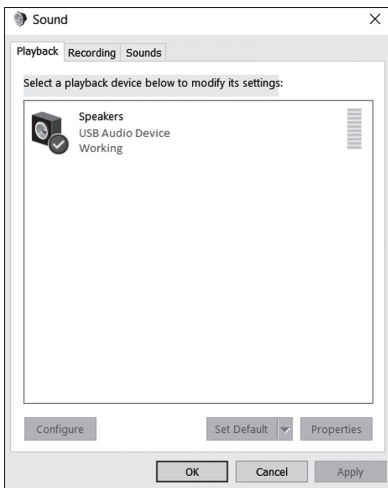 Sound
Playback Recording Sounds
Select a playback device below to modify its settings:
Speakers
USB Audio Device
Working
Configure Set Default Properties
OK Cancel Apply